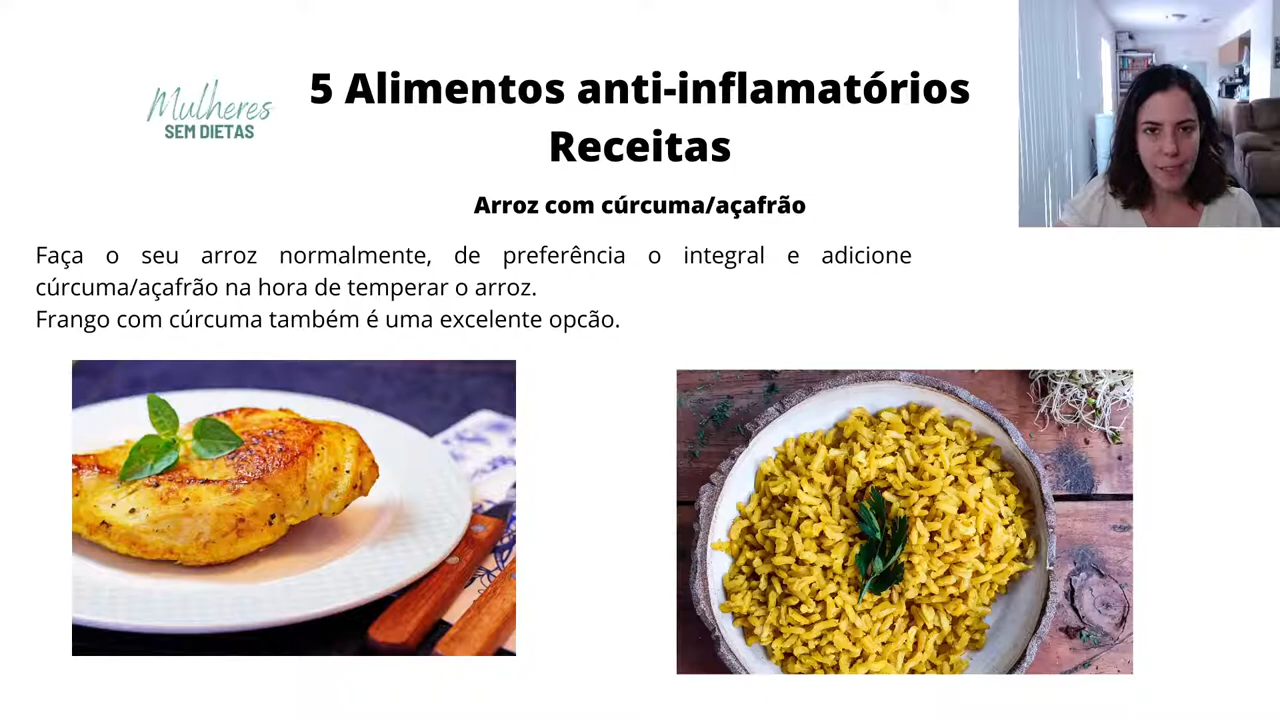 Mulheres
SEM DIETAS
5 Alimentos anti-inflamatórios
Receitas
Arroz com cúrcuma/açafrão
Faça o seu arroz normalmente, de preferência o integral e adicione
cúrcuma/açafrão na hora de temperar o arroz.
Frango com cúrcuma também é uma excelente opcão.